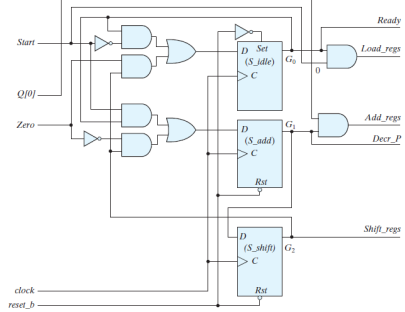 Ready
Start
D Set
(S_idle)
C
G0
Load_regs
0
Q[0]
Zero
D
(S_add)
C
Rst
G1
Add_regs
Decr_P
D
(S_shift)
C
Rst
G2
Shift_regs
clock
reset_b